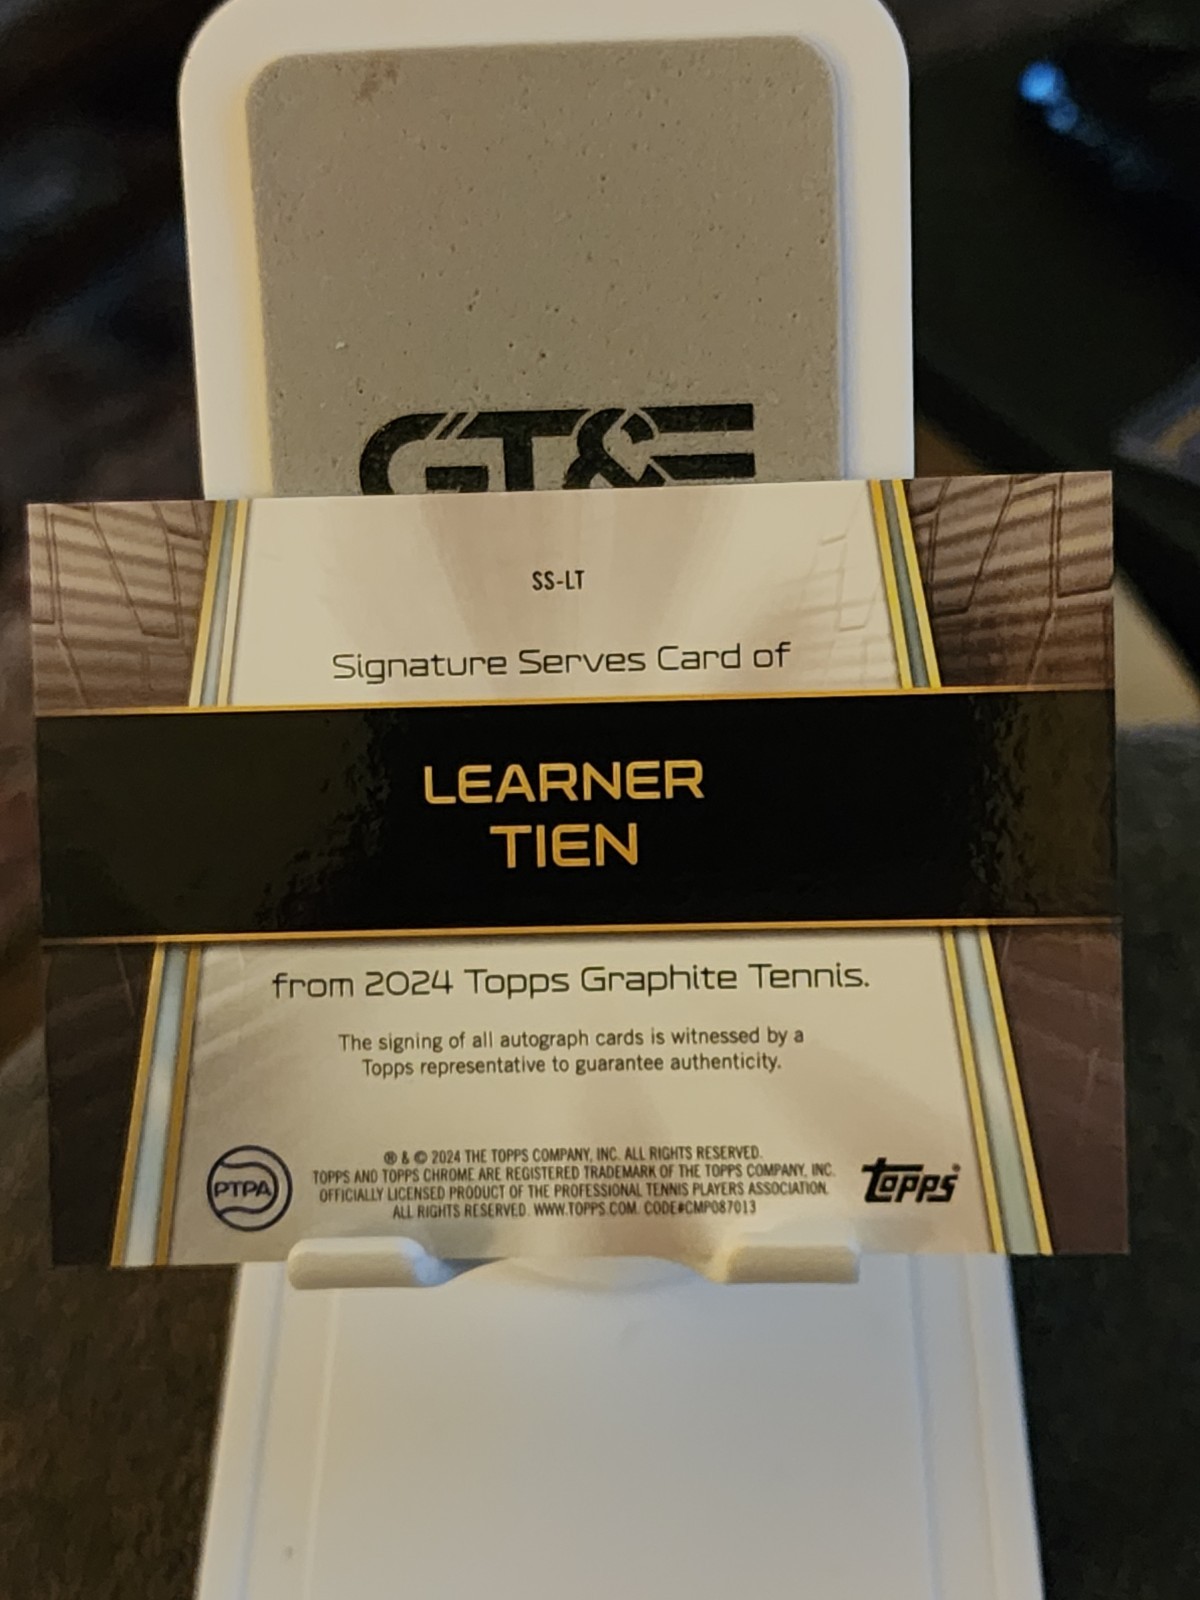 GT&E
SS-LT
Signature Serves Card of
LEARNER
TIEN
from 2024 Topps Graphite Tennis.
The signing of all autograph cards is witnessed by a
Topps representative to guarantee authenticity.
PTPA
® & © 2024 THE TOPPS COMPANY, INC. ALL RIGHTS RESERVED.
TOPPS AND TOPPS CHROME ARE REGISTERED TRADEMARK OF THE TOPPS COMPANY, INC.
OFFICIALLY LICENSED PRODUCT OF THE PROFESSIONAL TENNIS PLAYERS ASSOCIATION.
ALL RIGHTS RESERVED. WWW.TOPPS.COM. CODE#CMP087013
topps®